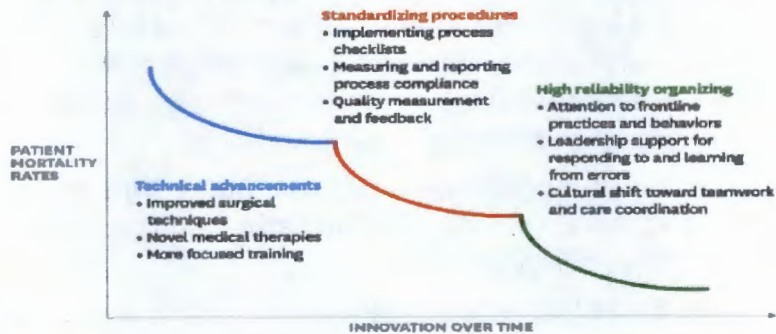 Standardizing procedures
• Implementing process
checklists
• Measuring and reporting
process compliance
• Quality measurement
and feedback
High reliability organizing
• Attention to frontline
practices and behaviors
• Leadership support for
responding to and learning
from errors
• Cultural shift toward teamwork
and care coordination
PATIENT
MORTALITY
RATES
Technical advancements
• Improved surgical
techniques
• Novel medical therapies
• More focused training
INNOVATION OVER TIME